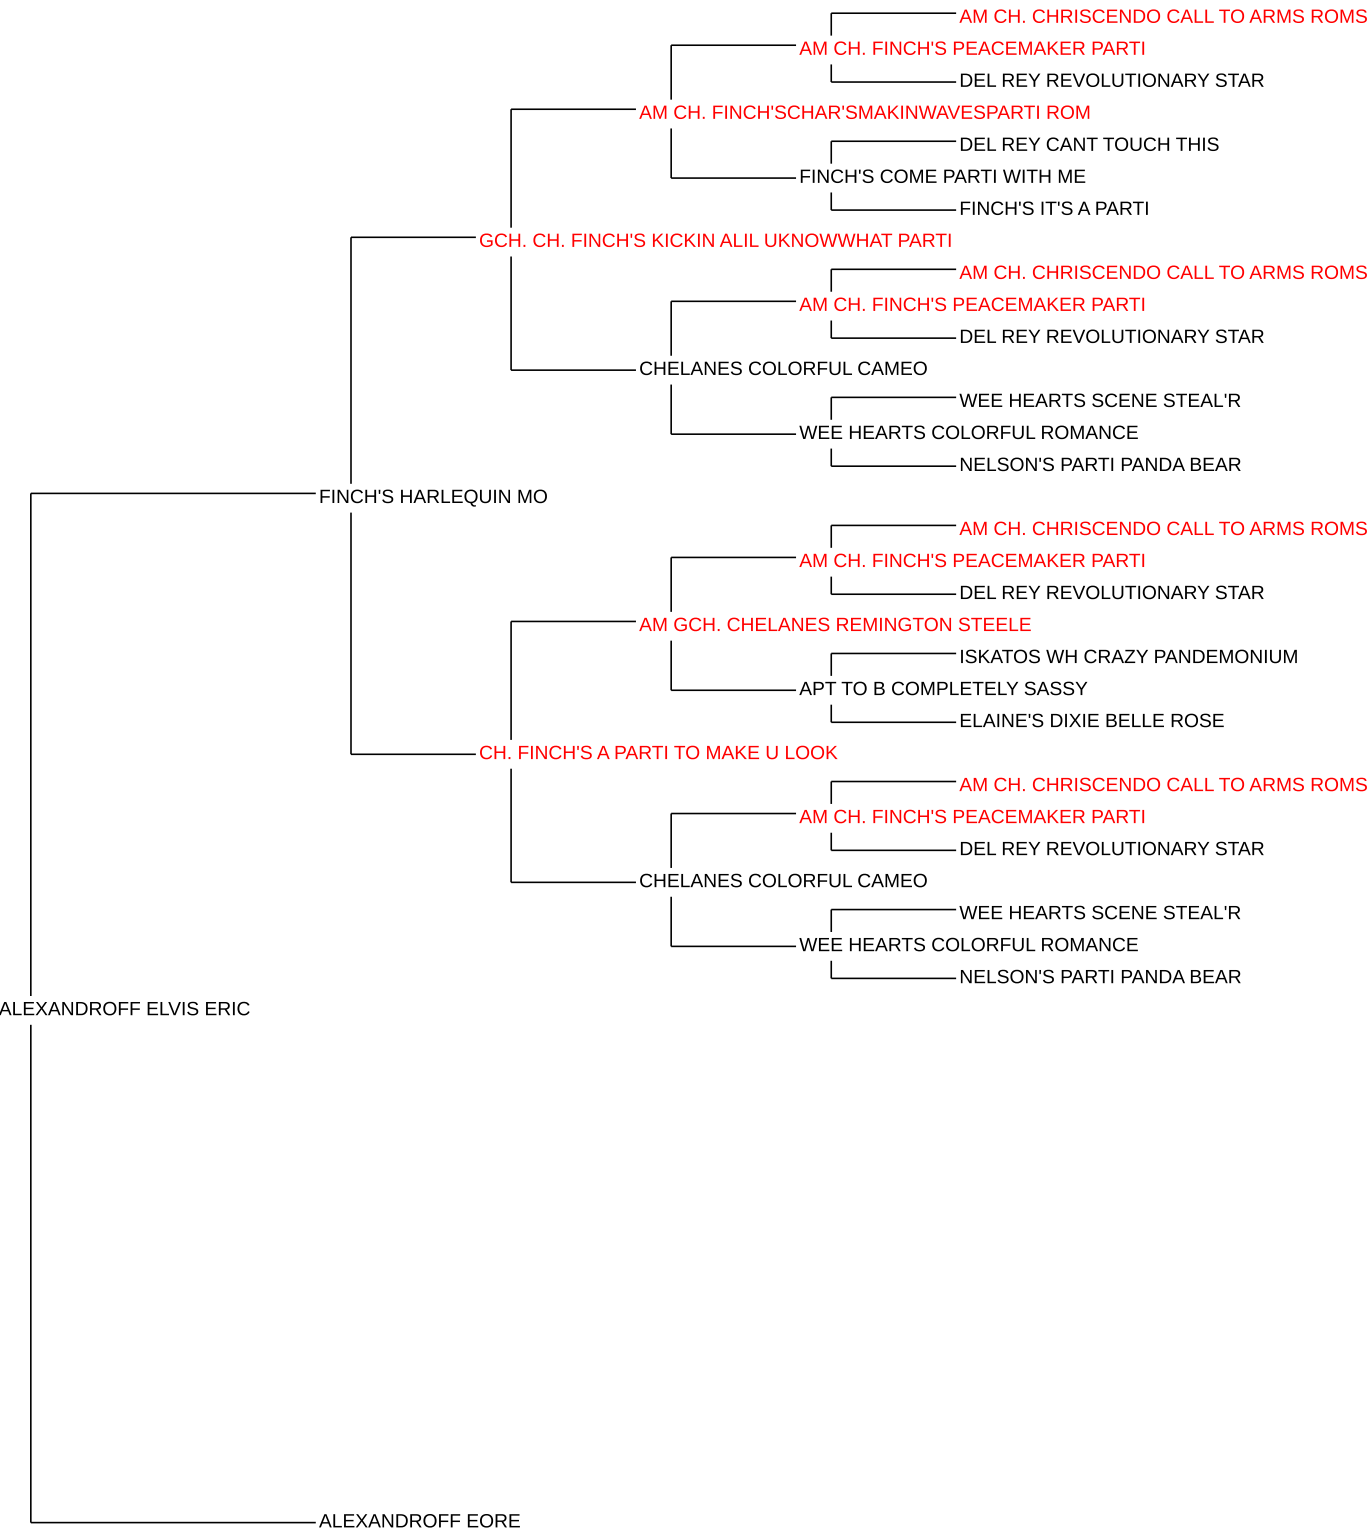 AM CH. CHRISCENDO CALL TO ARMS ROMS
AM CH. FINCH'S PEACEMAKER PARTI
DEL REY REVOLUTIONARY STAR
AM CH. FINCH'SCHAR'SMAKINWAVESPARTI ROM
DEL REY CANT TOUCH THIS
FINCH'S COME PARTI WITH ME
FINCH'S IT'S A PARTI
GCH. CH. FINCH'S KICKIN ALIL UKNOWWHAT PARTI
AM CH. CHRISCENDO CALL TO ARMS ROMS
AM CH. FINCH'S PEACEMAKER PARTI
DEL REY REVOLUTIONARY STAR
CHELANES COLORFUL CAMEO
WEE HEARTS SCENE STEAL'R
WEE HEARTS COLORFUL ROMANCE
NELSON'S PARTI PANDA BEAR
FINCH'S HARLEQUIN MO
AM CH. CHRISCENDO CALL TO ARMS ROMS
AM CH. FINCH'S PEACEMAKER PARTI
DEL REY REVOLUTIONARY STAR
AM GCH. CHELANES REMINGTON STEELE
ISKATOS WH CRAZY PANDEMONIUM
APT TO B COMPLETELY SASSY
ELAINE'S DIXIE BELLE ROSE
CH. FINCH'S A PARTI TO MAKE U LOOK
AM CH. CHRISCENDO CALL TO ARMS ROMS
AM CH. FINCH'S PEACEMAKER PARTI
DEL REY REVOLUTIONARY STAR
CHELANES COLORFUL CAMEO
WEE HEARTS SCENE STEAL'R
WEE HEARTS COLORFUL ROMANCE
NELSON'S PARTI PANDA BEAR
ALEXANDROFF ELVIS ERIC
ALEXANDROFF EORE